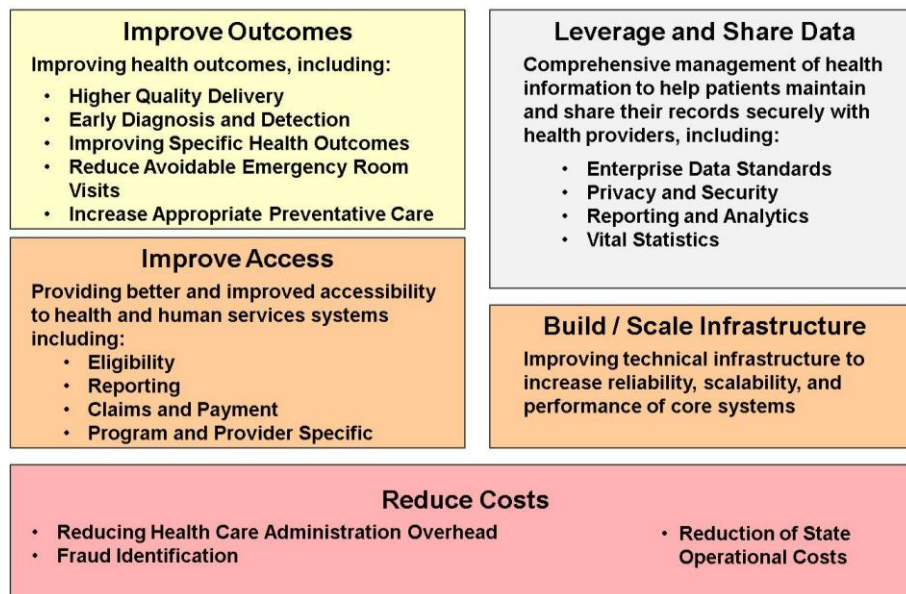 Improve Outcomes
Improving health outcomes, including:
• Higher Quality Delivery
• Early Diagnosis and Detection
• Improving Specific Health Outcomes
• Reduce Avoidable Emergency Room
Visits
• Increase Appropriate Preventative Care
Improve Access
Providing better and improved accessibility
to health and human services systems
including:
• Eligibility
• Reporting
• Claims and Payment
• Program and Provider Specific
Leverage and Share Data
Comprehensive management of health
information to help patients maintain
and share their records securely with
health providers, including:
• Enterprise Data Standards
• Privacy and Security
• Reporting and Analytics
• Vital Statistics
Build / Scale Infrastructure
Improving technical infrastructure to
increase reliability, scalability, and
performance of core systems
Reduce Costs
• Reducing Health Care Administration Overhead
• Fraud Identification
• Reduction of State
Operational Costs